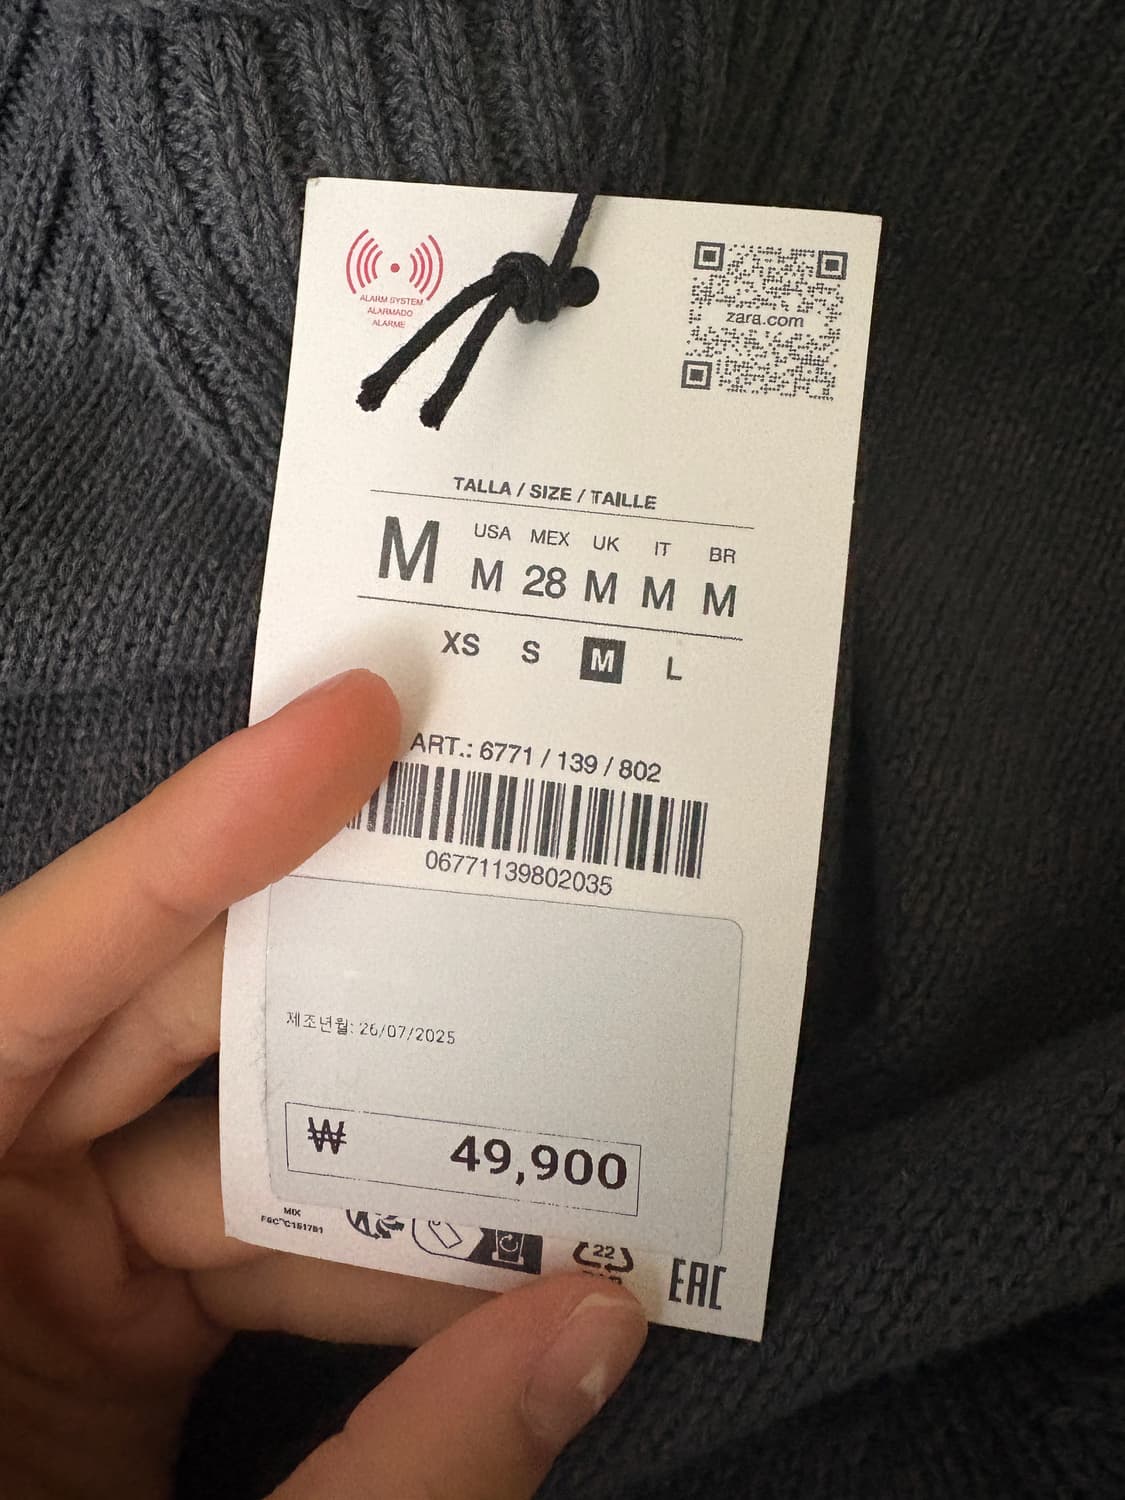 ALARM SYSTEM
ALARMADO
ALARME
zara.com
TALLA / SIZE / TAILLE
M
USA MEX UK IT BR
M 28 M M M
XS S M L
ART.: 6771 / 139 / 802
06771139802035
제조년월: 26/07/2025
₩ 49,900
MIX
22
EAC